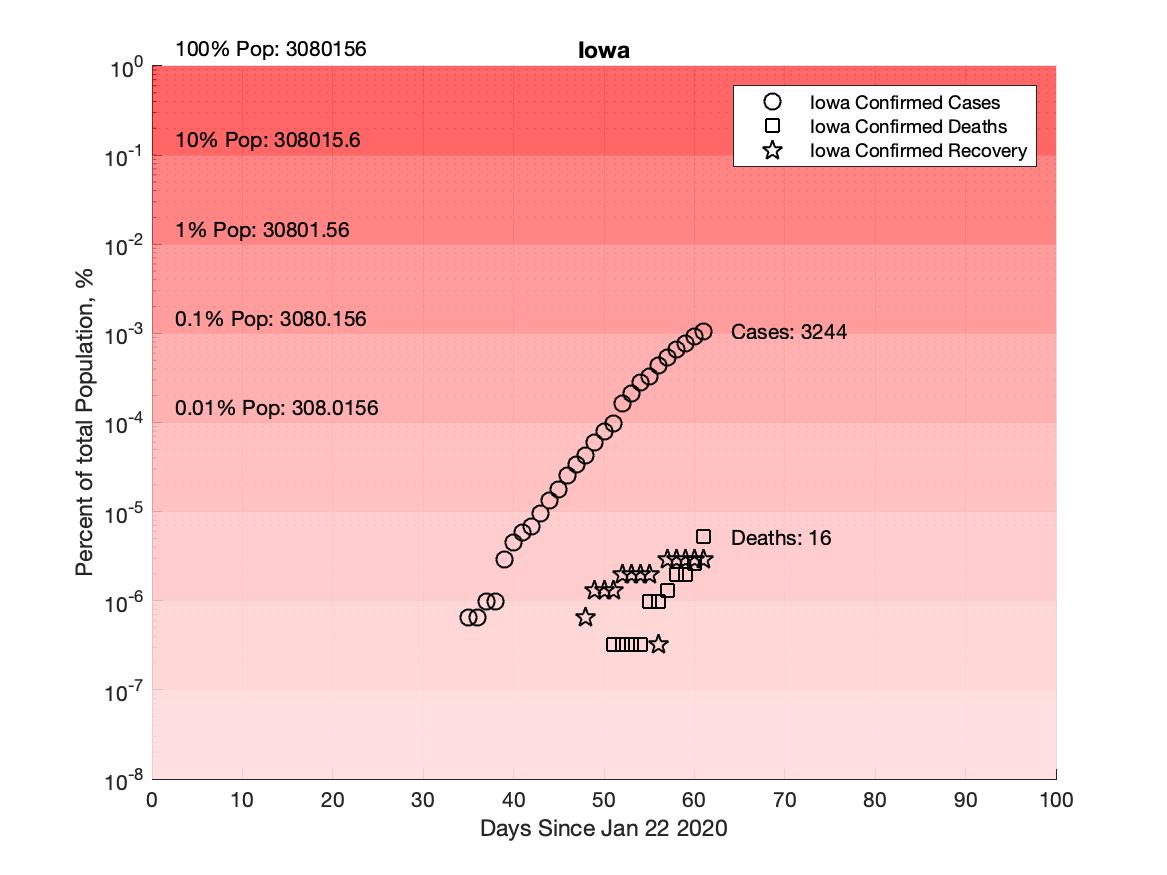 Iowa
100% Pop: 3080156
10% Pop: 308015.6
1% Pop: 30801.56
0.1% Pop: 3080.156
0.01% Pop: 308.0156
Iowa Confirmed Cases
Iowa Confirmed Deaths
Iowa Confirmed Recovery
Cases: 3244
Deaths: 16
Percent of total Population, %
10^0
10^-1
10^-2
10^-3
10^-4
10^-5
10^-6
10^-7
10^-8
0 10 20 30 40 50 60 70 80 90 100
Days Since Jan 22 2020